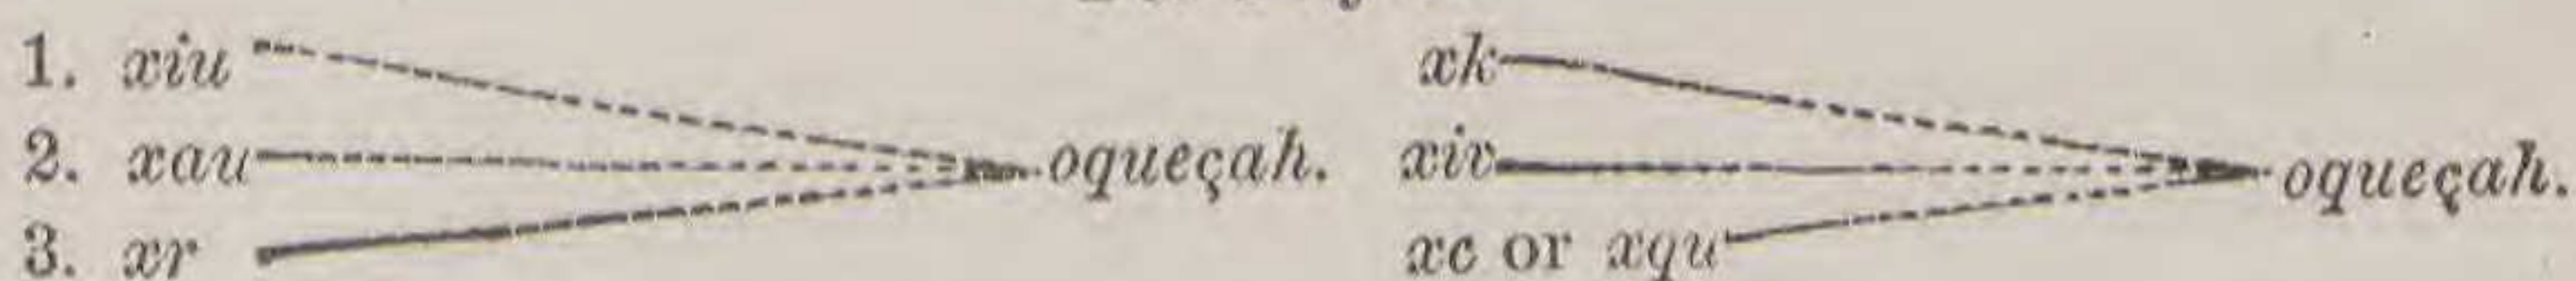 1. xiu xk
2. xau oqueçah. xiv oqueçah.
3. xr xc or xqu